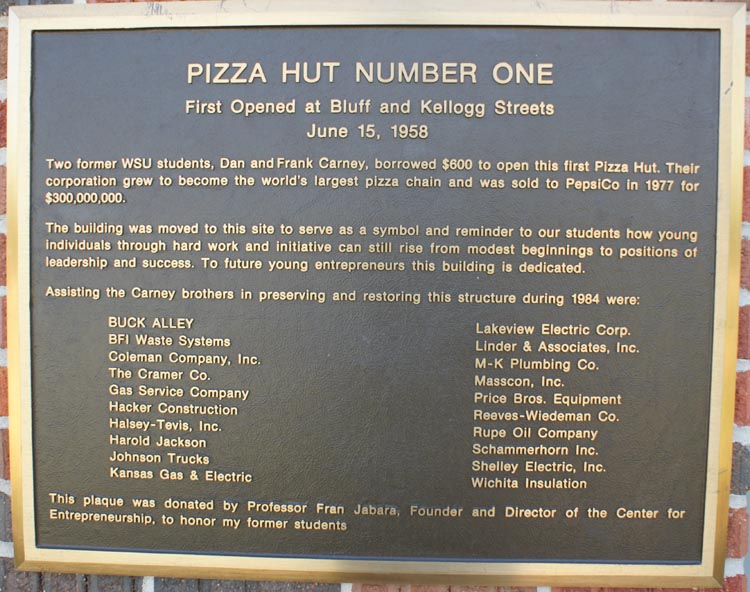 PIZZA HUT NUMBER ONE
First Opened at Bluff and Kellogg Streets
June 15, 1958
Two former WSU students, Dan and Frank Carney, borrowed $600 to open this first Pizza Hut. Their
corporation grew to become the world's largest pizza chain and was sold to PepsiCo in 1977 for
$300,000,000.
The building was moved to this site to serve as a symbol and reminder to our students how young
individuals through hard work and initiative can still rise from modest beginnings to positions of
leadership and success. To future young entrepreneurs this building is dedicated.
Assisting the Carney brothers in preserving and restoring this structure during 1984 were:
BUCK ALLEY
BFI Waste Systems
Coleman Company, Inc.
The Cramer Co.
Gas Service Company
Hacker Construction
Halsey-Tevis, Inc.
Harold Jackson
Johnson Trucks
Kansas Gas & Electric
Lakeview Electric Corp.
Linder & Associates, Inc.
M-K Plumbing Co.
Masscon, Inc.
Price Bros. Equipment
Reeves-Wiedeman Co.
Rupe Oil Company
Schammerhorn Inc.
Shelley Electric, Inc.
Wichita Insulation
This plaque was donated by Professor Fran Jabara, Founder and Director of the Center for
Entrepreneurship, to honor my former students